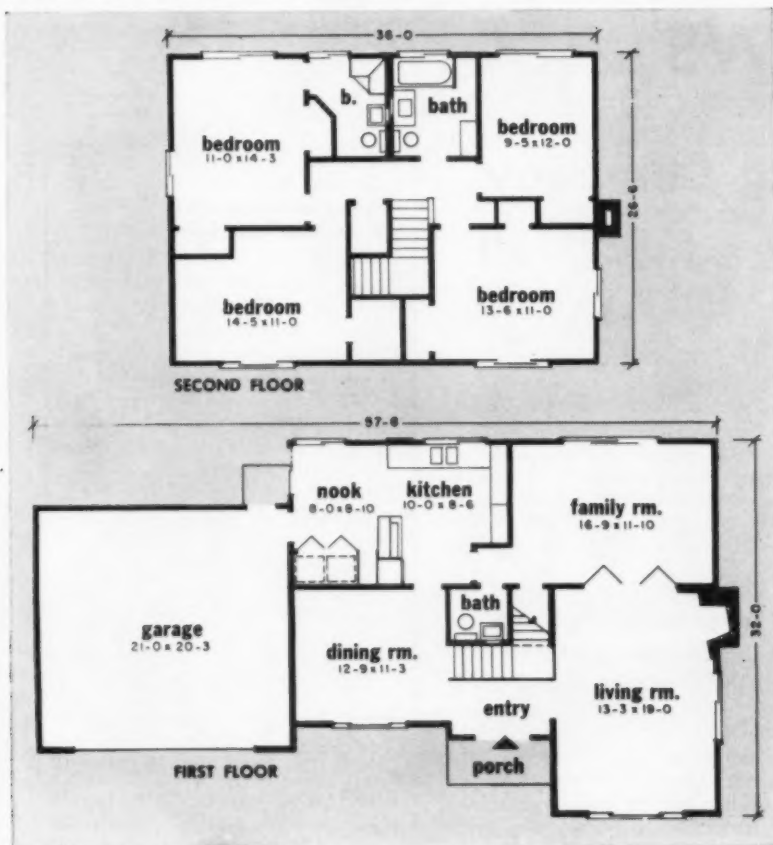 36-0
b.
bath
bedroom
11-0 x 14-3
bedroom
9-5 x 12-0
26-6
bedroom
14-5 x 11-0
bedroom
13-6 x 11-0
SECOND FLOOR
57-6
nook
8-0 x 8-10
kitchen
10-0 x 8-6
family rm.
16-9 x 11-10
garage
21-0 x 20-3
bath
32-0
dining rm.
12-9 x 11-3
entry
living rm.
13-3 x 19-0
porch
FIRST FLOOR